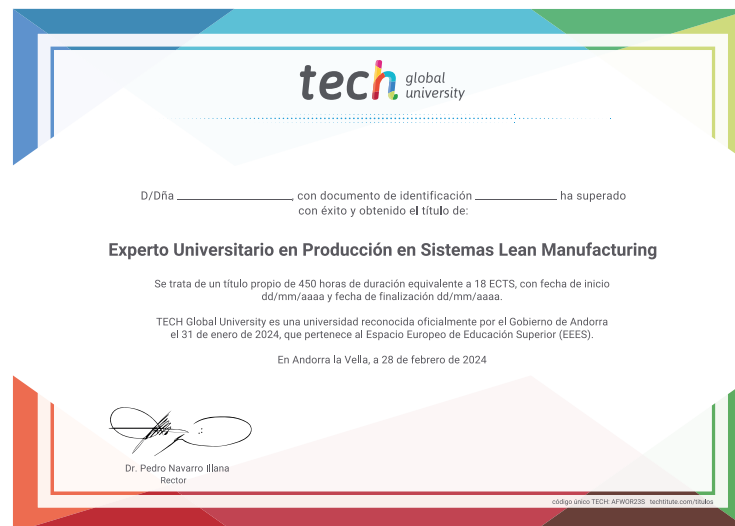 tech global university
D/Dña ______________, con documento de identificación __________ ha superado
con éxito y obtenido el título de:
Experto Universitario en Producción en Sistemas Lean Manufacturing
Se trata de un título propio de 450 horas de duración equivalente a 18 ECTS, con fecha de inicio
dd/mm/aaaa y fecha de finalización dd/mm/aaaa.
TECH Global University es una universidad reconocida oficialmente por el Gobierno de Andorra
el 31 de enero de 2024, que pertenece al Espacio Europeo de Educación Superior (EEES).
En Andorra la Vella, a 28 de febrero de 2024
Dr. Pedro Navarro Illana
Rector
código único TECH: AFWOR23S techtitute.com/titulos